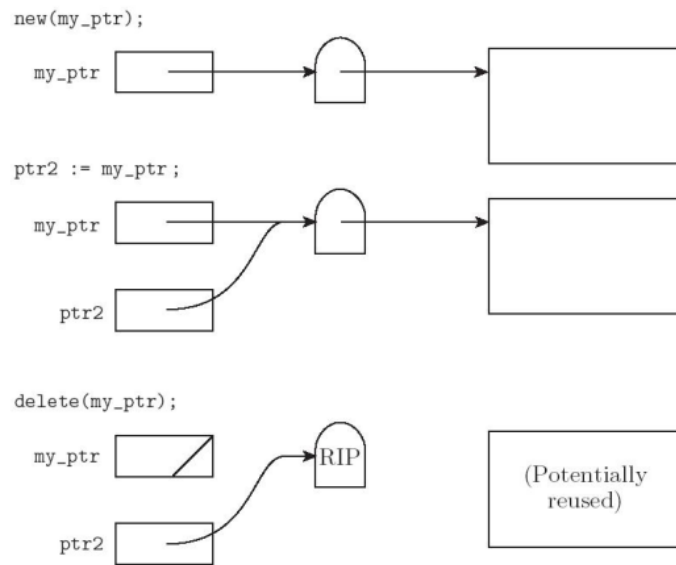 new(my_ptr);
my_ptr
ptr2 := my_ptr;
my_ptr
ptr2
delete(my_ptr);
my_ptr
RIP
(Potentially
reused)
ptr2